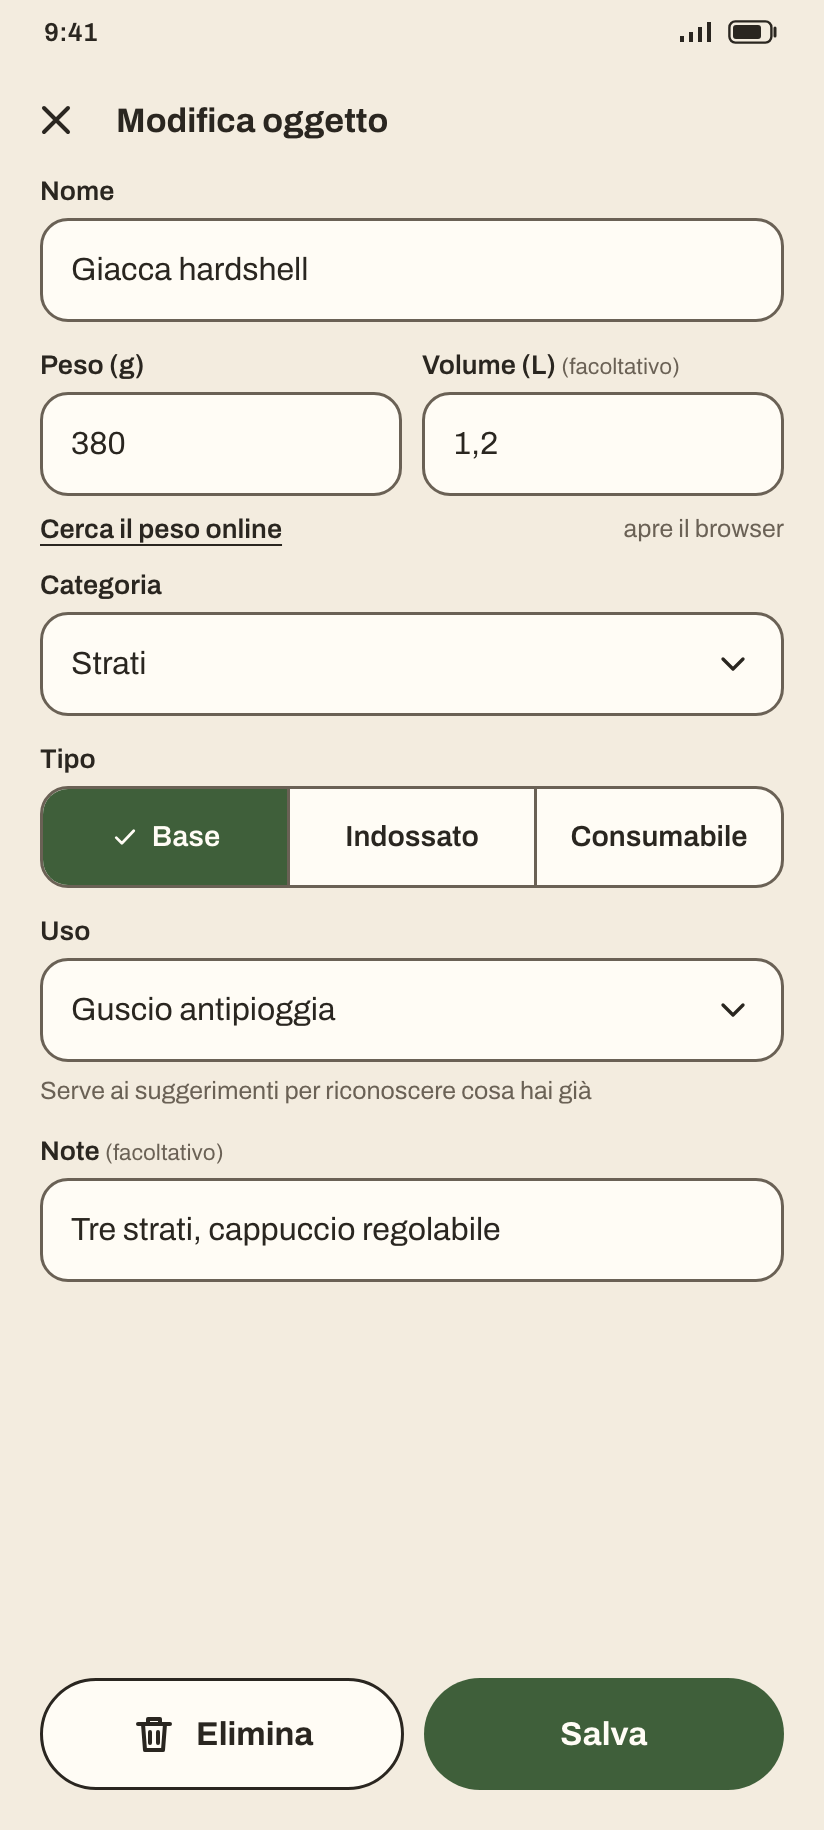 9:41
Modifica oggetto
Nome
Giacca hardshell
Peso (g)
Volume (L) (facoltativo)
380
1,2
Cerca il peso online
apre il browser
Categoria
Strati
Tipo
Base
Indossato
Consumabile
Uso
Guscio antipioggia
Serve ai suggerimenti per riconoscere cosa hai già
Note (facoltativo)
Tre strati, cappuccio regolabile
Elimina
Salva